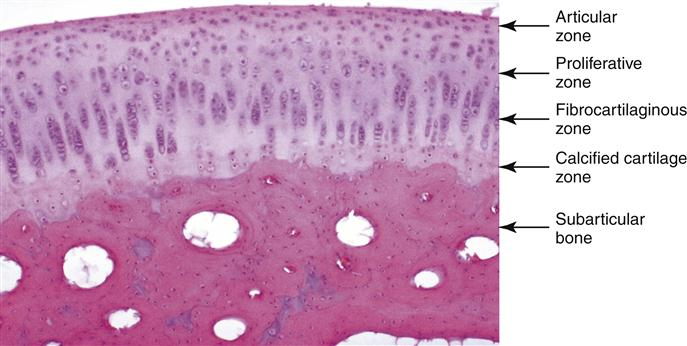 Articular
zone
Proliferative
zone
Fibrocartilaginous
zone
Calcified cartilage
zone
Subarticular
bone